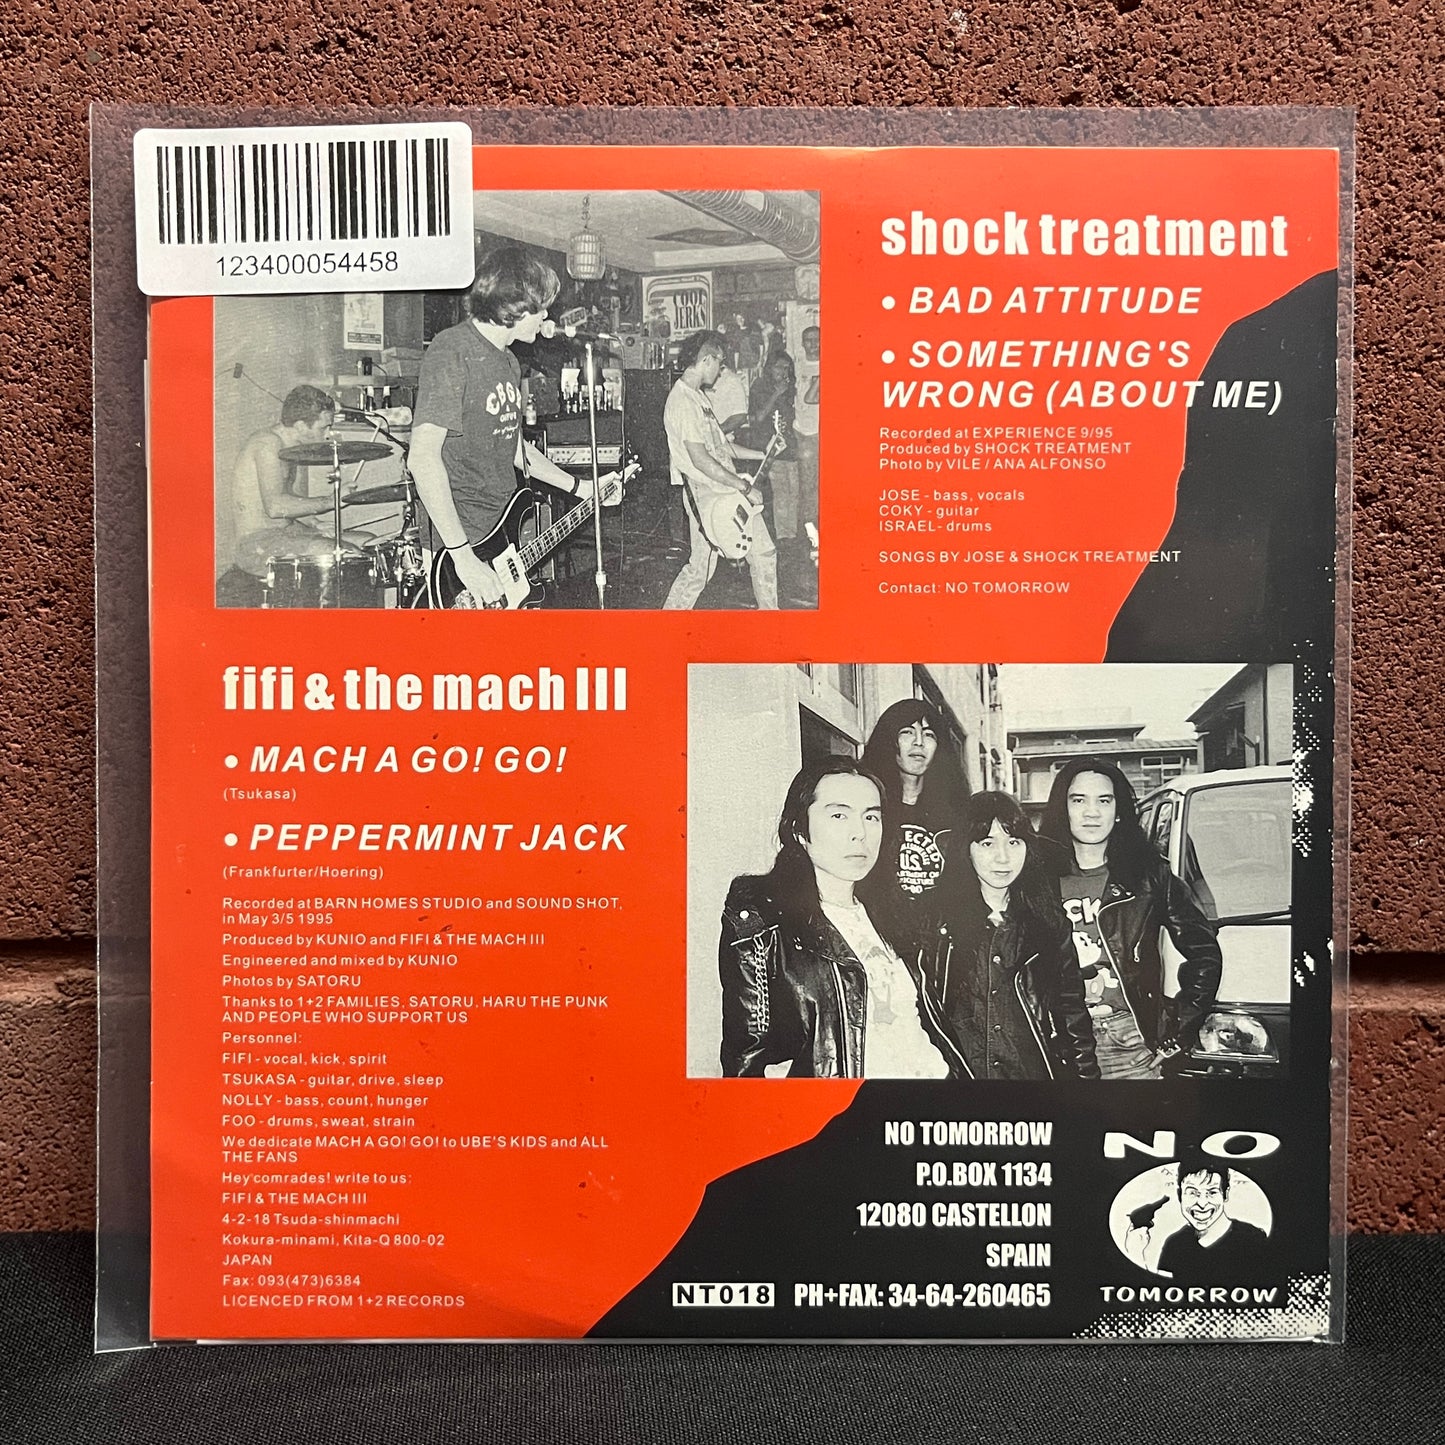 123400054458
COOL
JERKS
CBGB
shock treatment
• BAD ATTITUDE
• SOMETHING'S
WRONG (ABOUT ME)
Recorded at EXPERIENCE 9/95
Produced by SHOCK TREATMENT
Photo by VILE / ANA ALFONSO
JOSE - bass, vocals
COKY - guitar
ISRAEL- drums
SONGS BY JOSE & SHOCK TREATMENT
Contact: NO TOMORROW
fifi & the mach III
• MACH A GO! GO!
(Tsukasa)
• PEPPERMINT JACK
(Frankfurter/Hoering)
Recorded at BARN HOMES STUDIO and SOUND SHOT,
in May 3/5 1995
Produced by KUNIO and FIFI & THE MACH III
Engineered and mixed by KUNIO
Photos by SATORU
Thanks to 1+2 FAMILIES, SATORU, HARU THE PUNK
AND PEOPLE WHO SUPPORT US
Personnel:
FIFI - vocal, kick, spirit
TSUKASA - guitar, drive, sleep
NOLLY - bass, count, hunger
FOO - drums, sweat, strain
We dedicate MACH A GO! GO! to UBE'S KIDS and ALL
THE FANS
Hey comrades! write to us:
FIFI & THE MACH III
4-2-18 Tsuda-shinmachi
Kokura-minami, Kita-Q 800-02
JAPAN
Fax: 093(473)6384
LICENCED FROM 1+2 RECORDS
ECTED
U.S.
NO TOMORROW
P.O.BOX 1134
12080 CASTELLON
SPAIN
NT018 PH+FAX: 34-64-260465
NO
TOMORROW